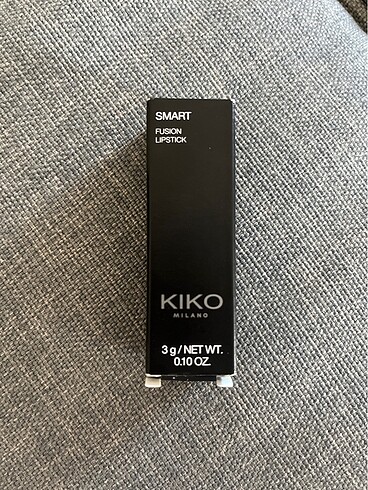 SMART
FUSION
LIPSTICK
KIKO
MILANO
3 g / NET WT.
0.10 OZ.